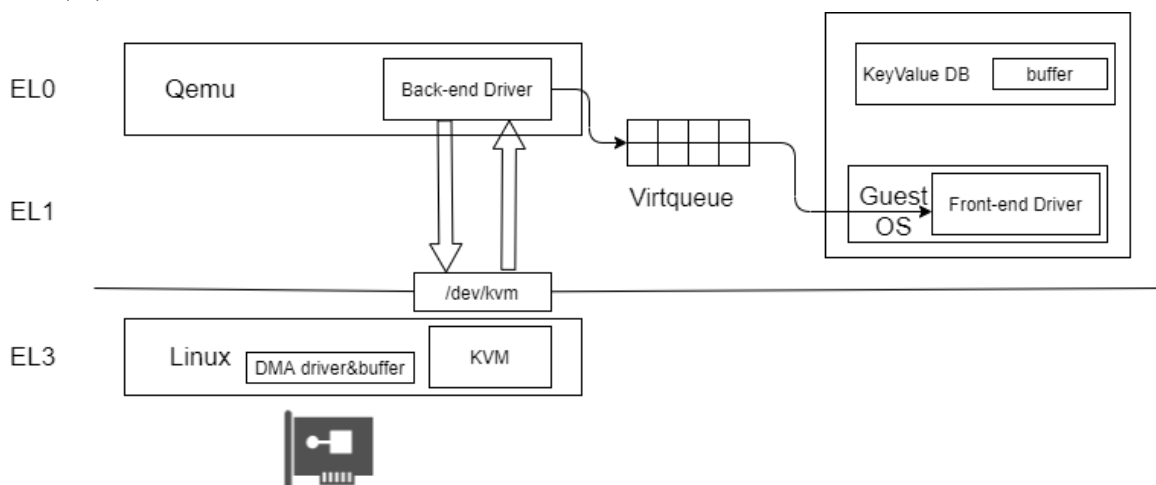 EL0
Qemu
Back-end Driver
KeyValue DB
buffer
Virtqueue
EL1
Guest
OS
Front-end Driver
/dev/kvm
EL3
Linux
DMA driver&buffer
KVM